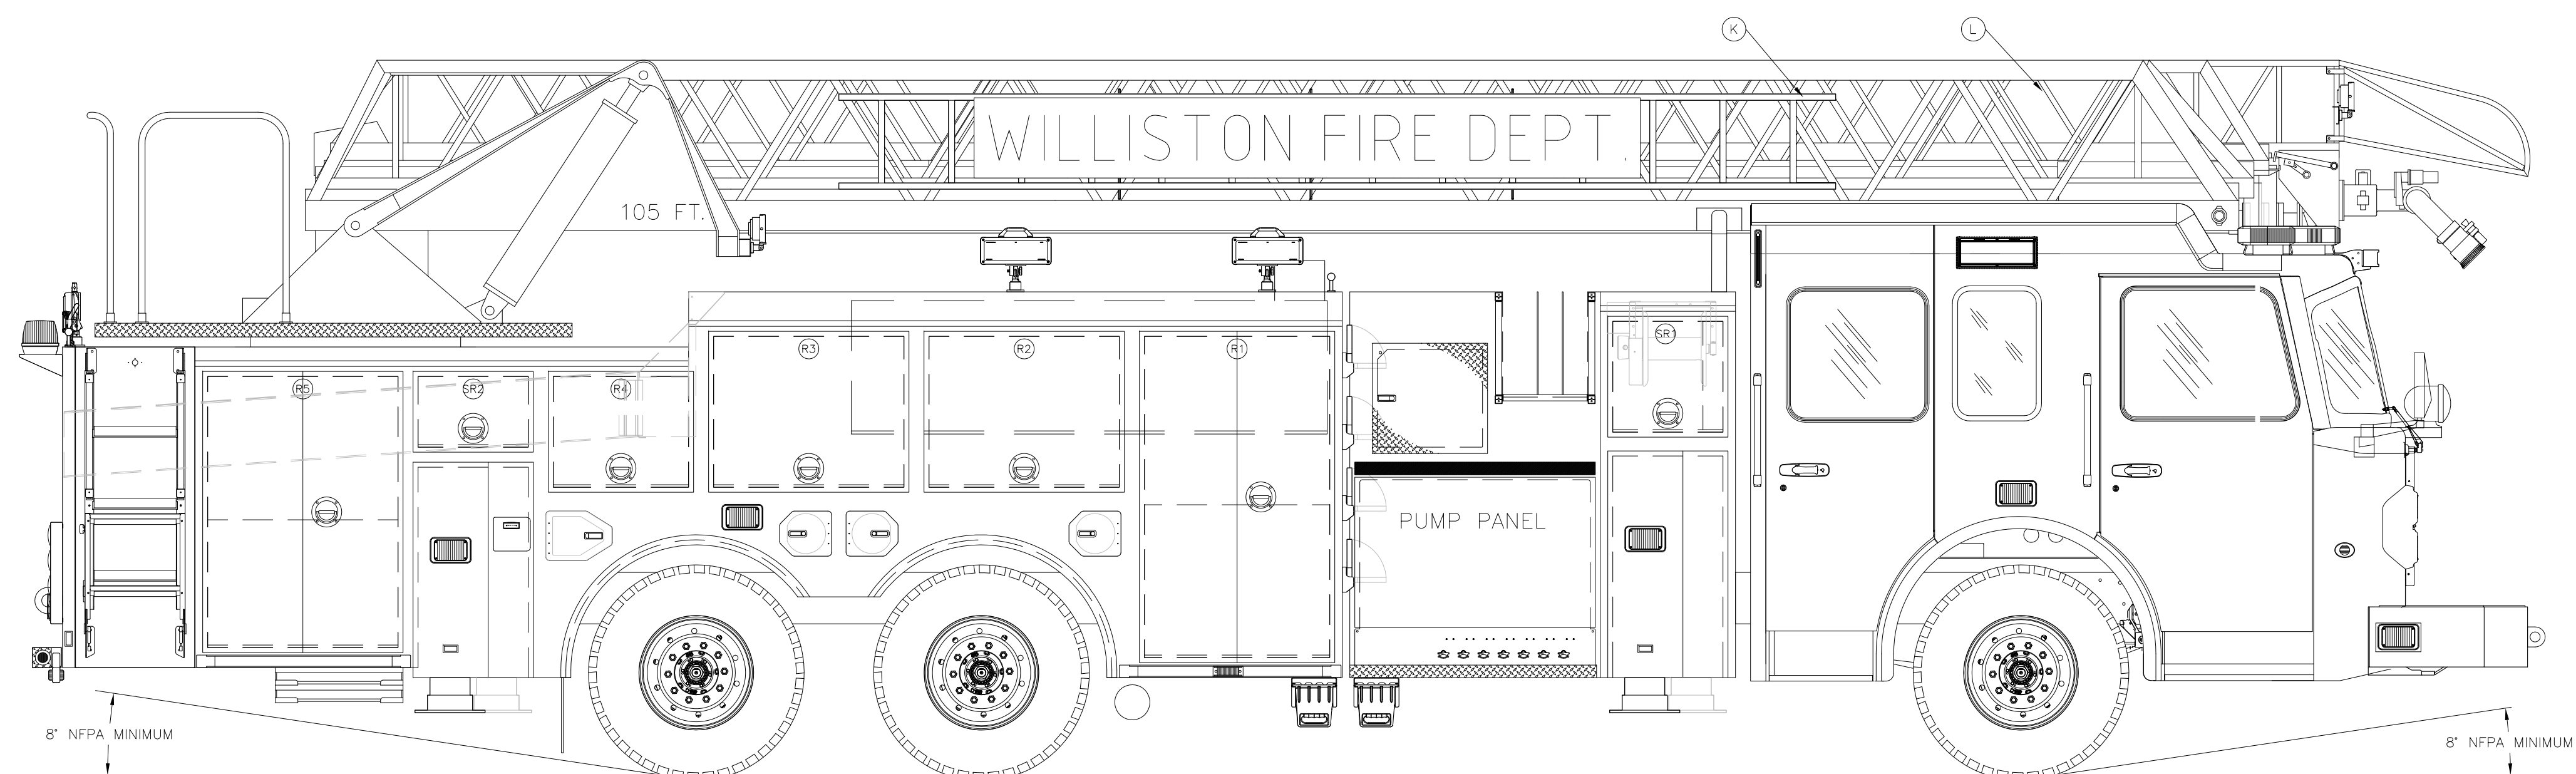 K
L
WILLISTON FIRE DEPT.
105 FT.
R3
R2
R1
SR1
R5
SR2
R4
PUMP PANEL
8° NFPA MINIMUM
8° NFPA MINIMUM